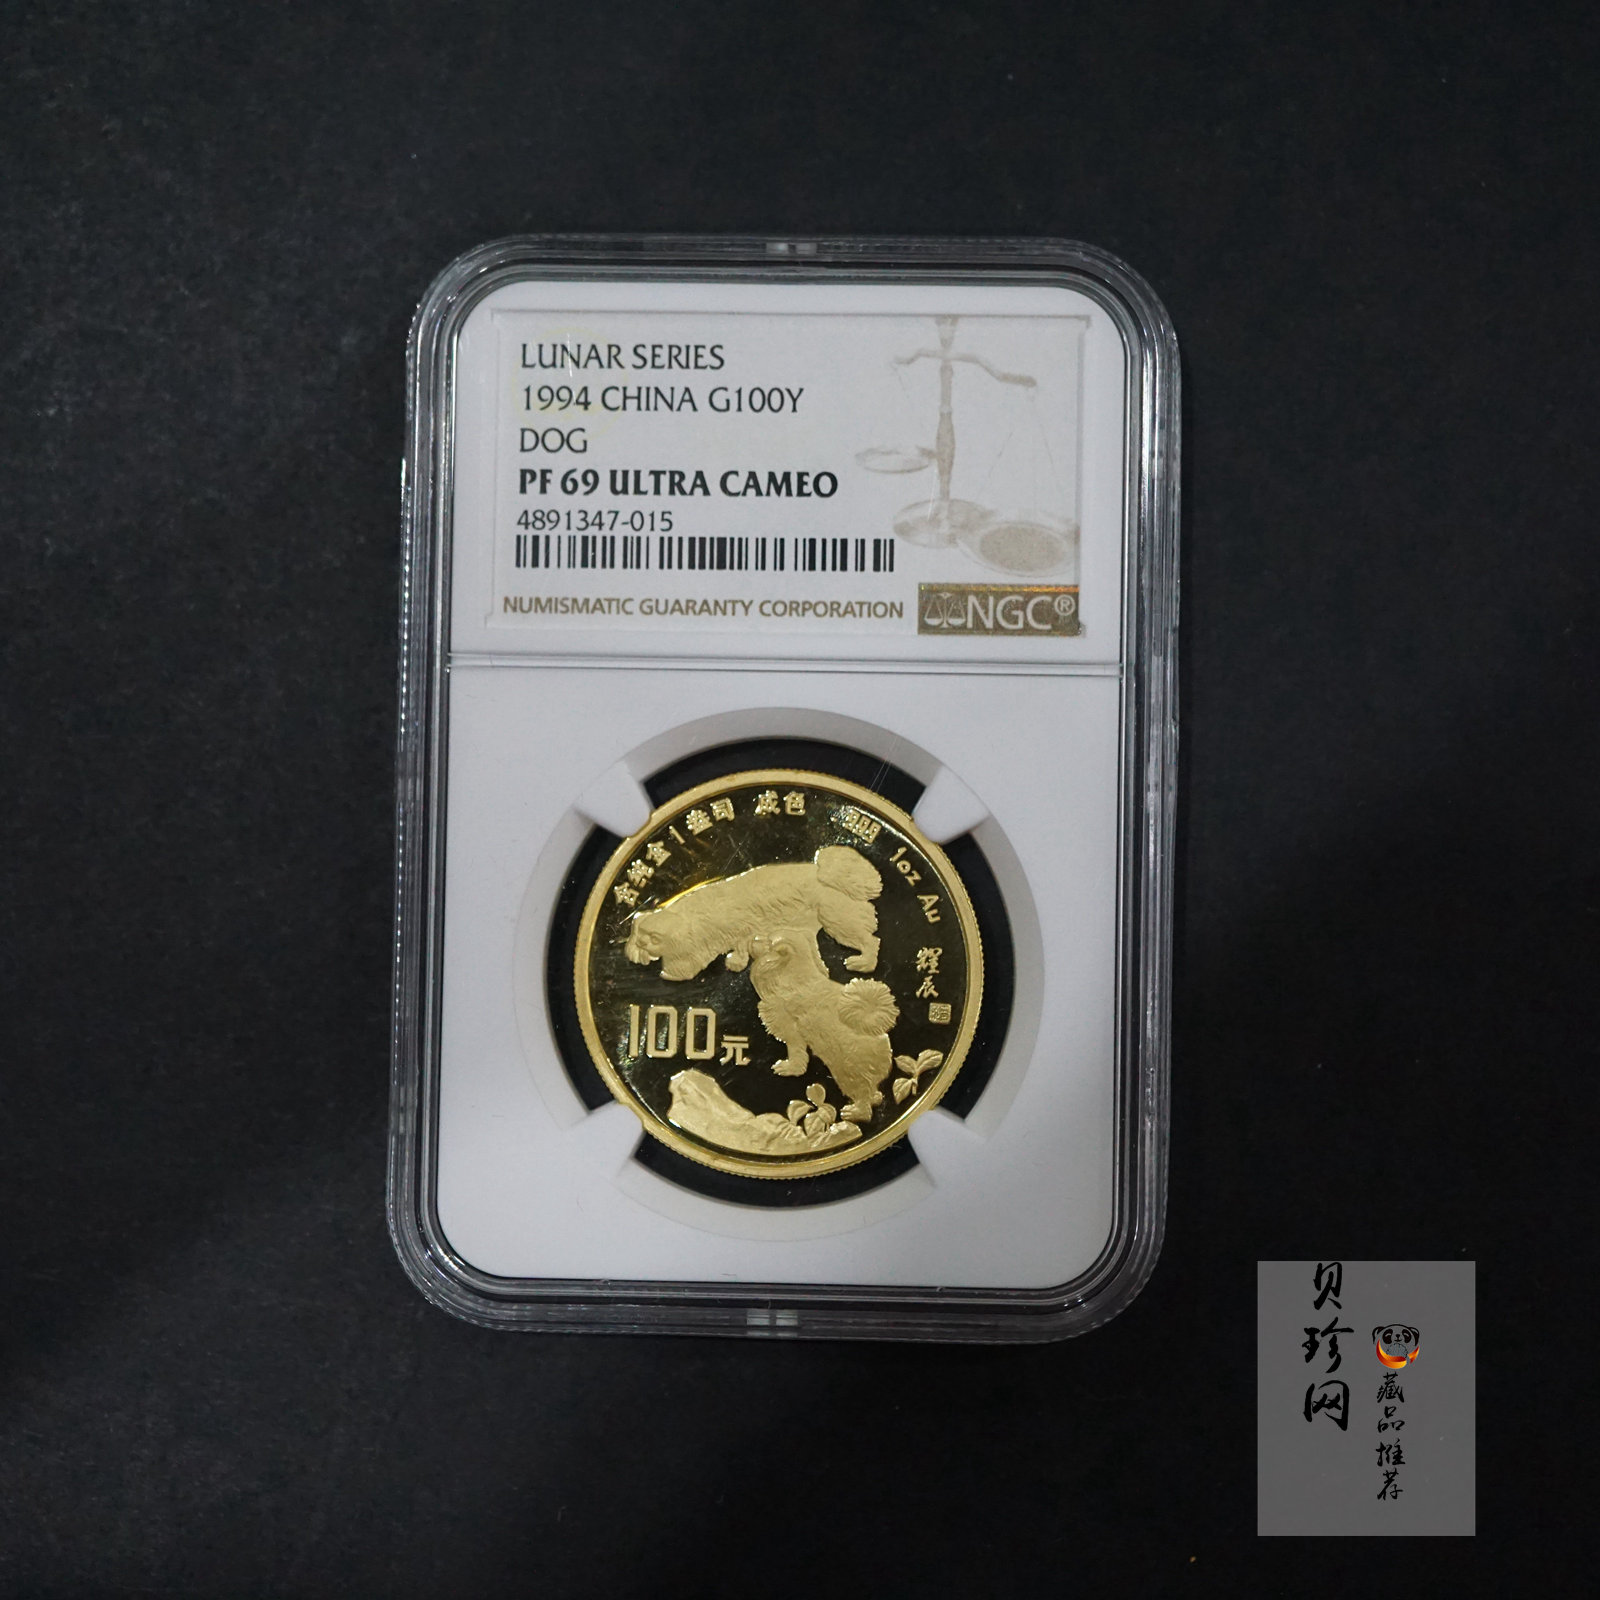 LUNAR SERIES
1994 CHINA G100Y
DOG
PF 69 ULTRA CAMEO
4891347-015
NUMISMATIC GUARANTY CORPORATION
NGC®
含纯金1盎司 成色 .999 1oz Au
耀辰
100元
贝珍网
藏品推荐